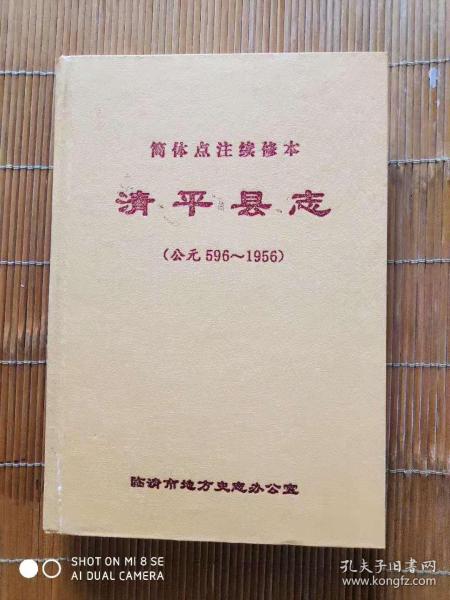 简体点注续修本
清平县志
（公元596～1956）
临清市地方史志办公室
SHOT ON MI 8 SE
AI DUAL CAMERA
孔夫子旧书网
www.kongfz.com